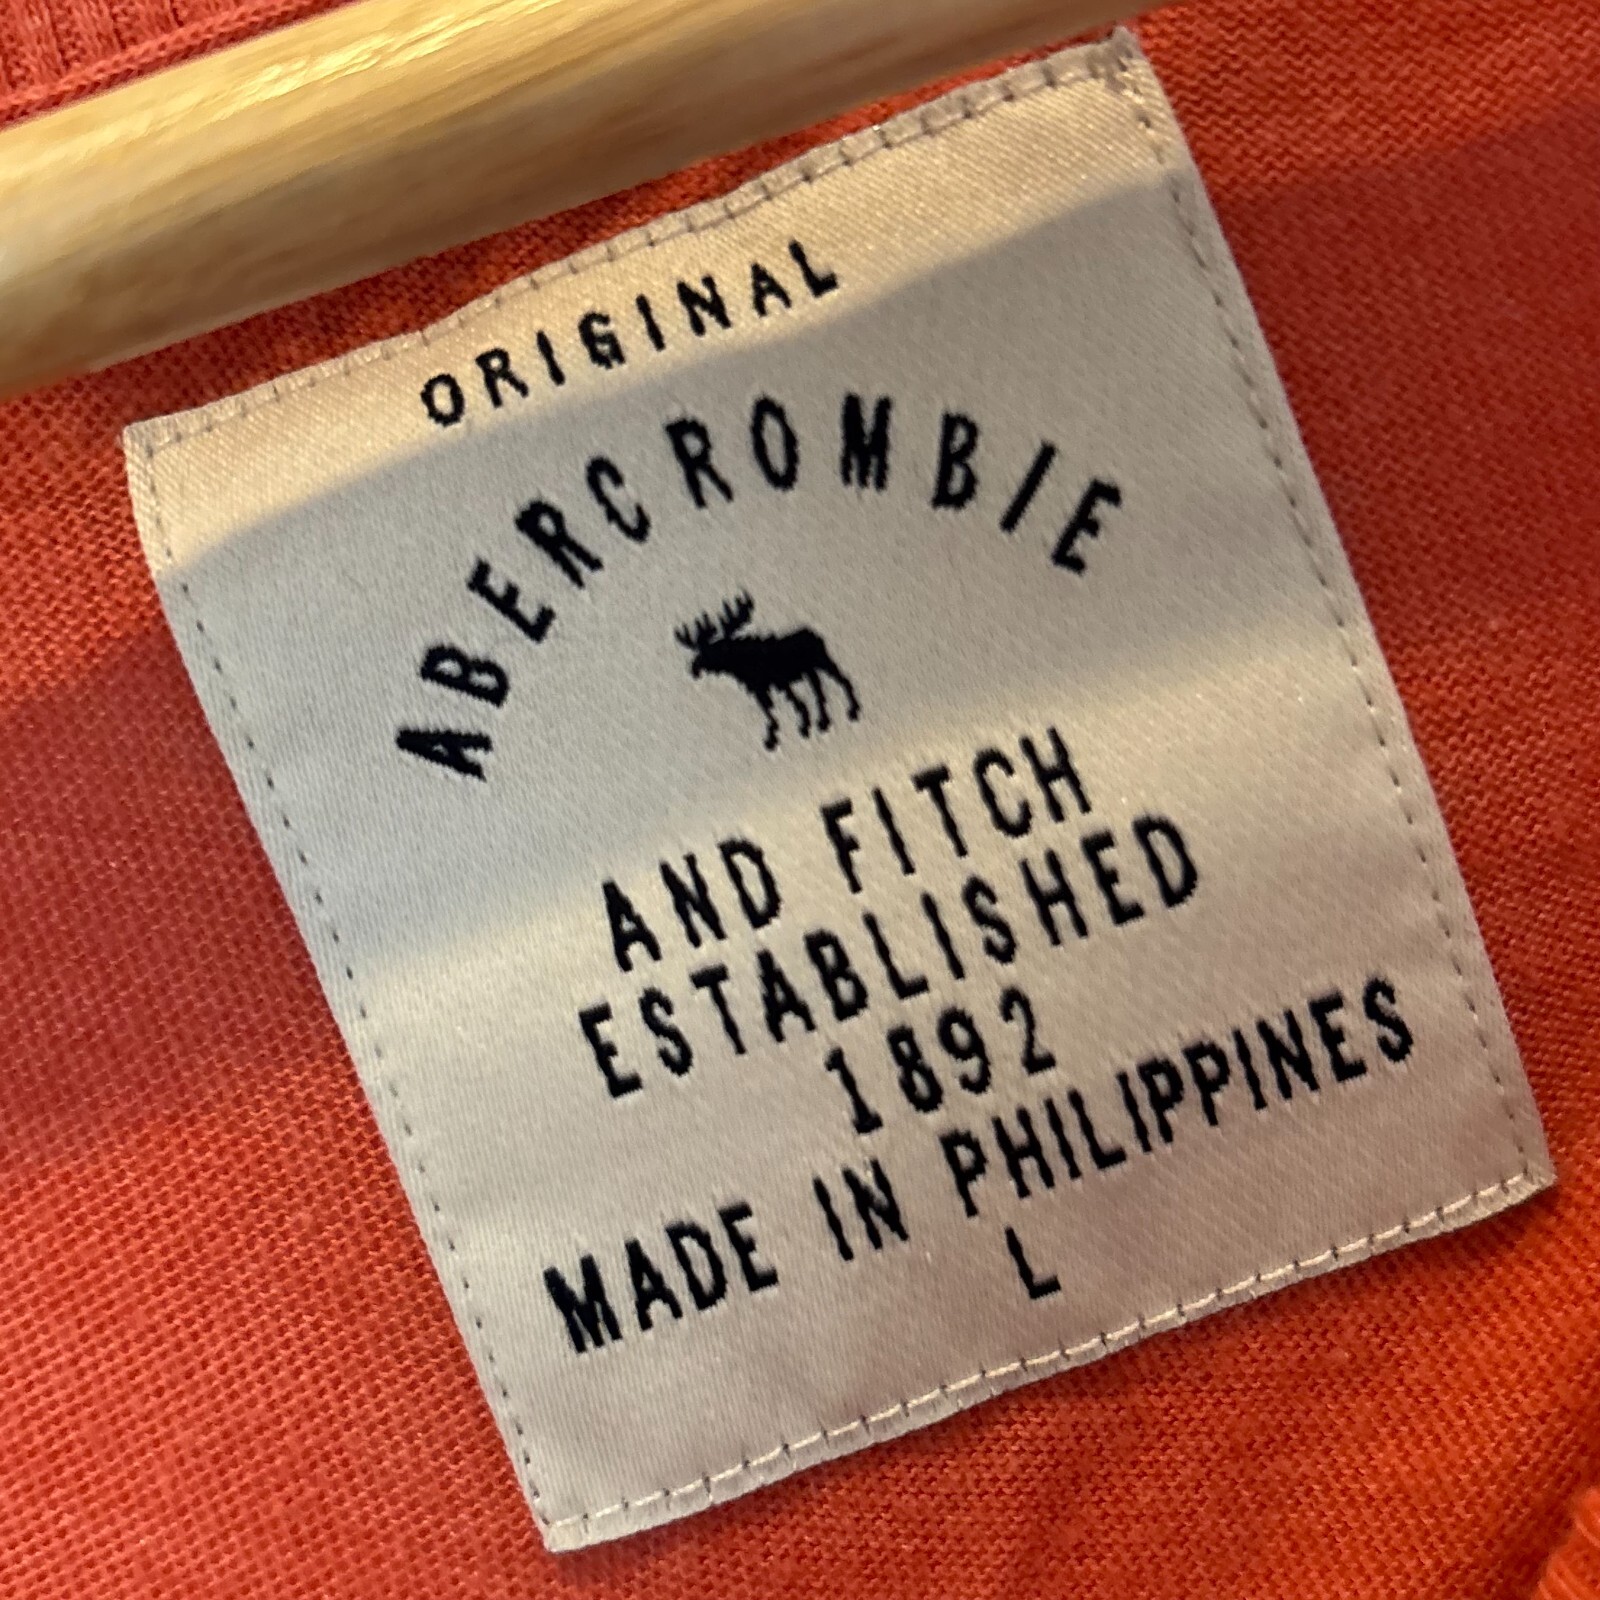 ORIGINAL
ABERCROMBIE
AND FITCH
ESTABLISHED
1892
MADE IN PHILIPPINES
L